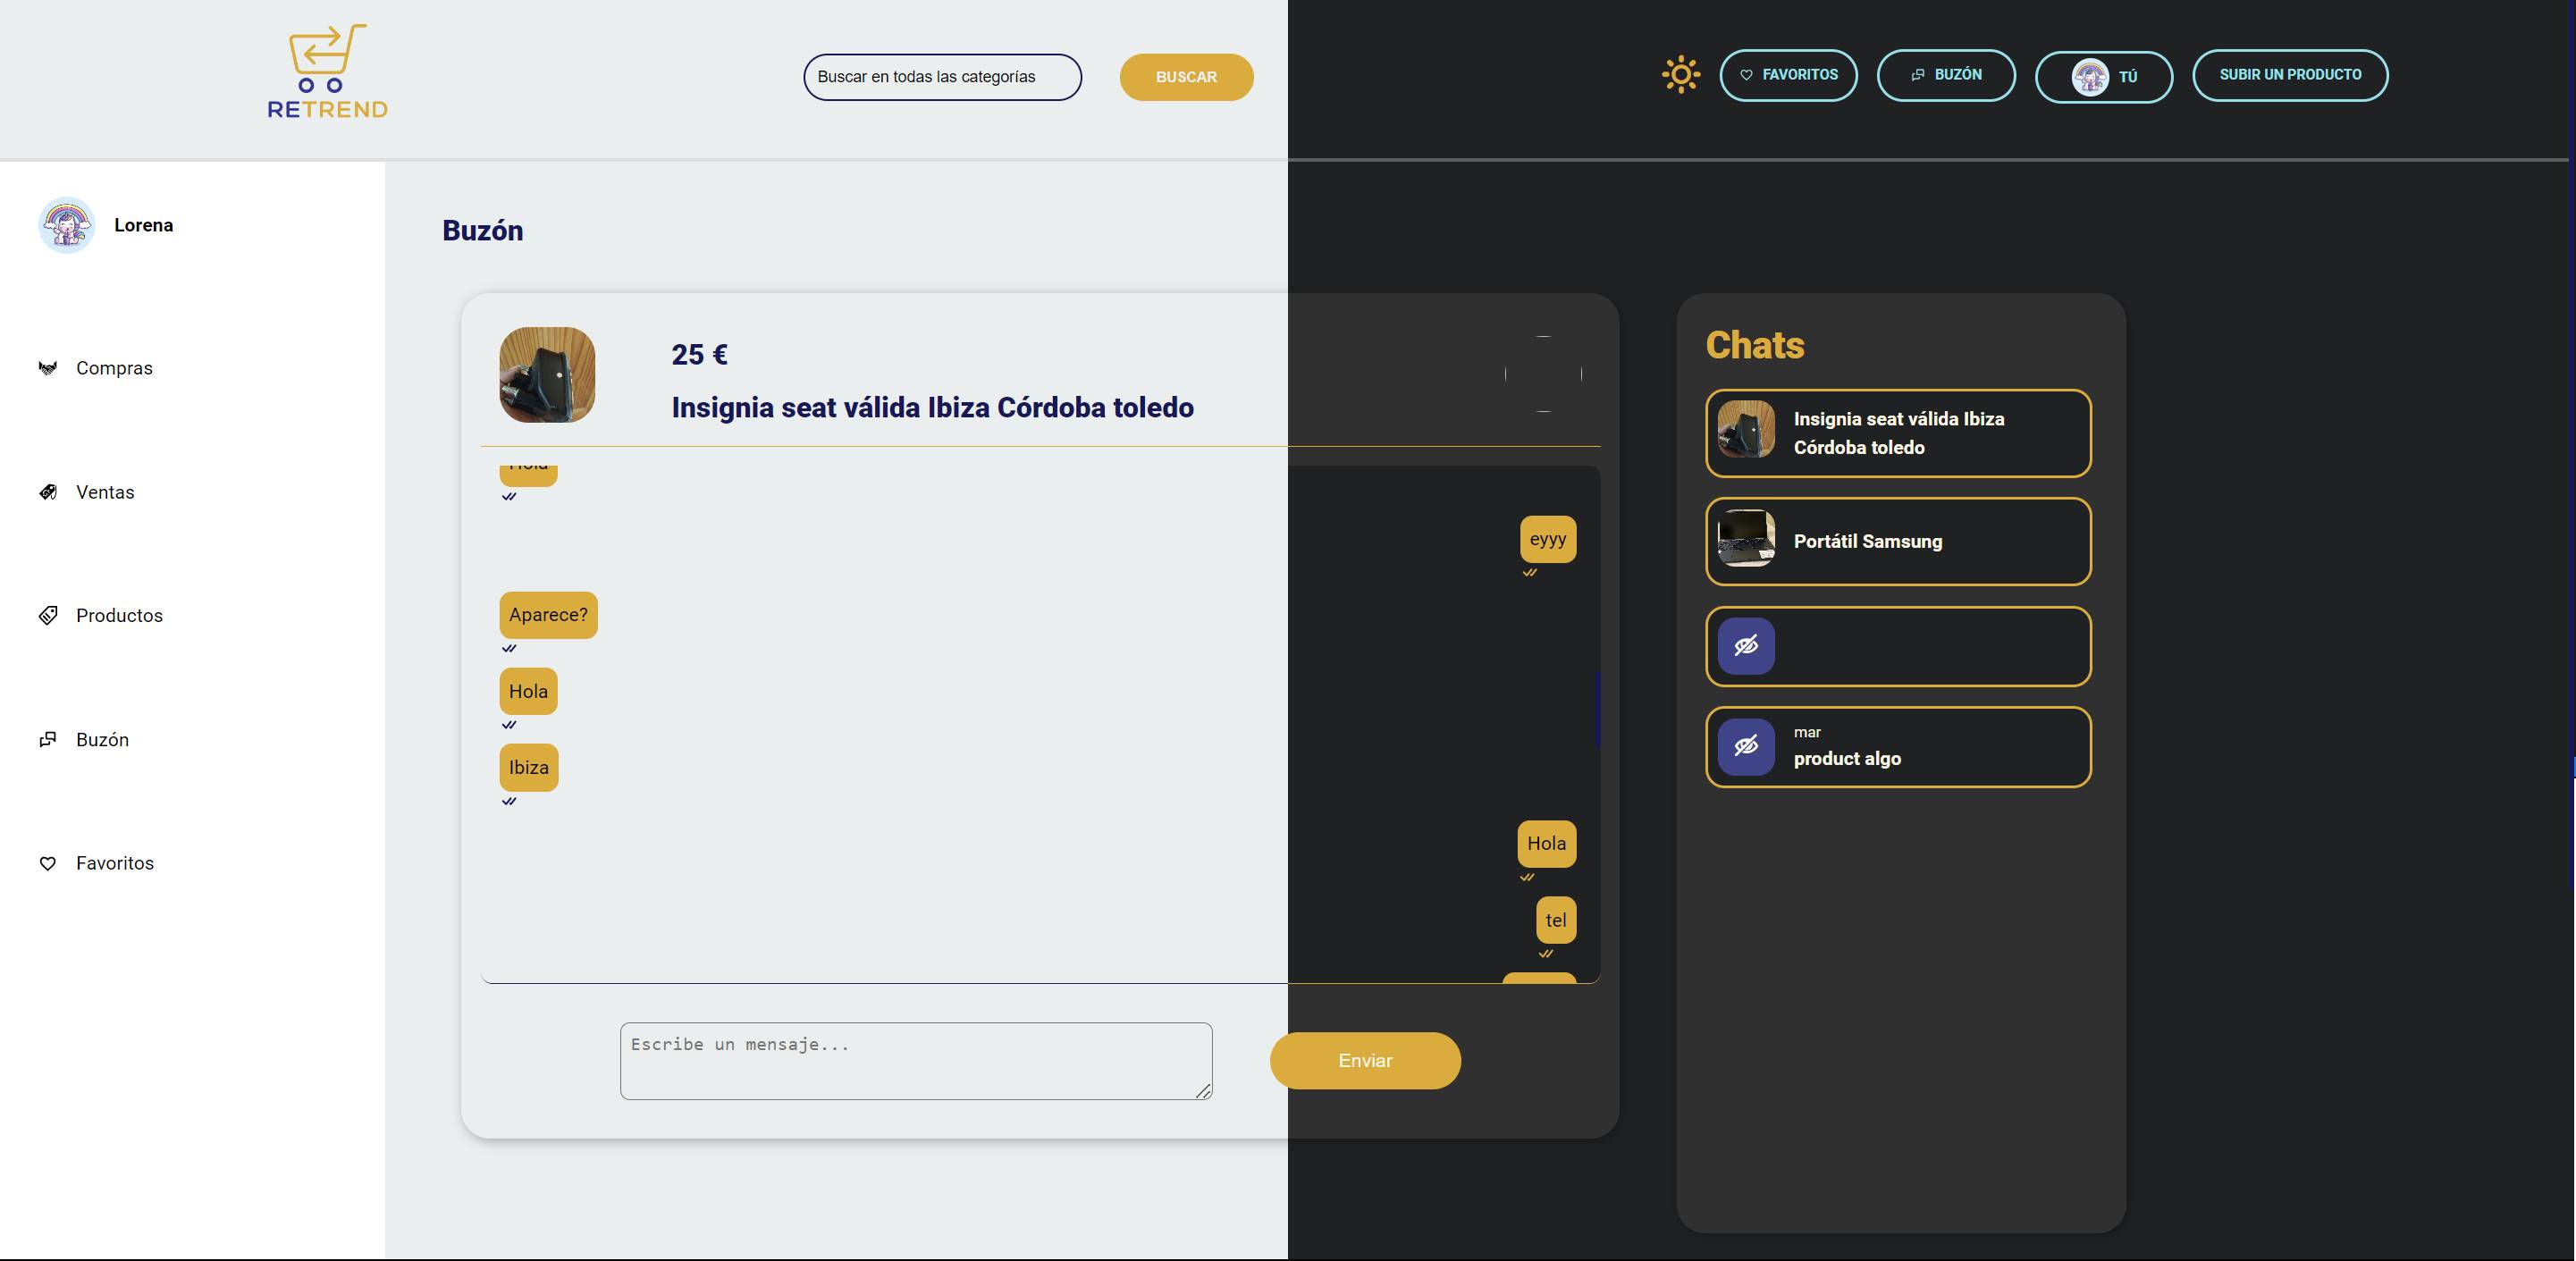 RETREND
Buscar en todas las categorías
BUSCAR
FAVORITOS
BUZÓN
TÚ
SUBIR UN PRODUCTO
Lorena
Compras
Ventas
Productos
Buzón
Favoritos
Buzón
25 €
Insignia seat válida Ibiza Córdoba toledo
Hola
eyyy
Aparece?
Hola
Ibiza
Hola
tel
Escribe un mensaje...
Enviar
Chats
Insignia seat válida Ibiza
Córdoba toledo
Portátil Samsung
mar
product algo